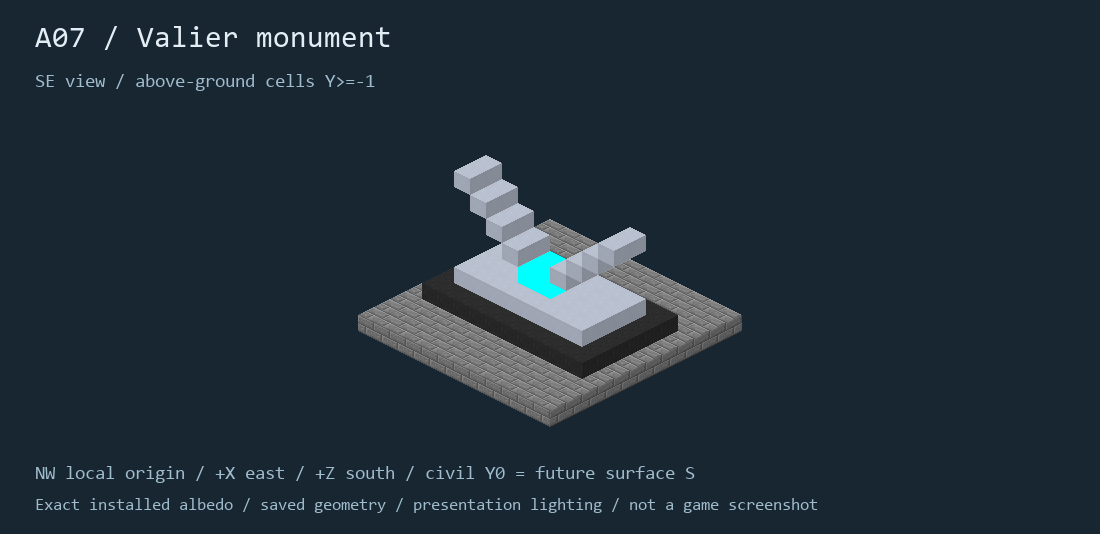 A07 / Valier monument
SE view / above-ground cells Y>=-1
NW local origin / +X east / +Z south / civil Y0 = future surface S
Exact installed albedo / saved geometry / presentation lighting / not a game screenshot